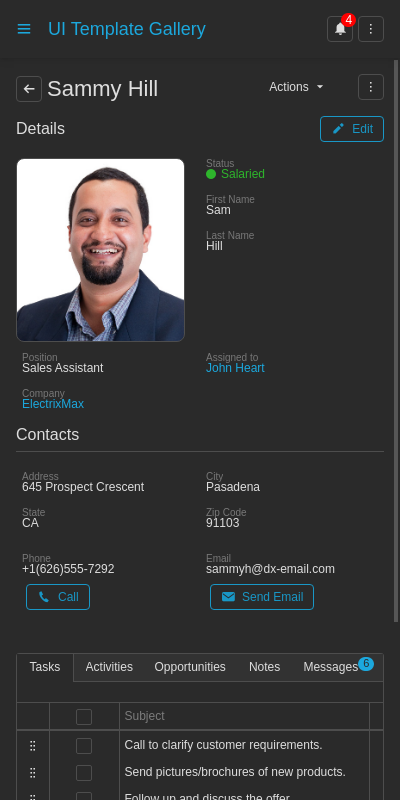 UI Template Gallery
4
Sammy Hill
Actions
Details
Edit
Status
Salaried
First Name
Sam
Last Name
Hill
Position
Sales Assistant
Assigned to
John Heart
Company
ElectrixMax
Contacts
Address
645 Prospect Crescent
City
Pasadena
State
CA
Zip Code
91103
Phone
+1(626)555-7292
Email
sammyh@dx-email.com
Call
Send Email
Tasks Activities Opportunities Notes Messages 6
Subject
Call to clarify customer requirements.
Send pictures/brochures of new products.
Follow up and discuss the offer